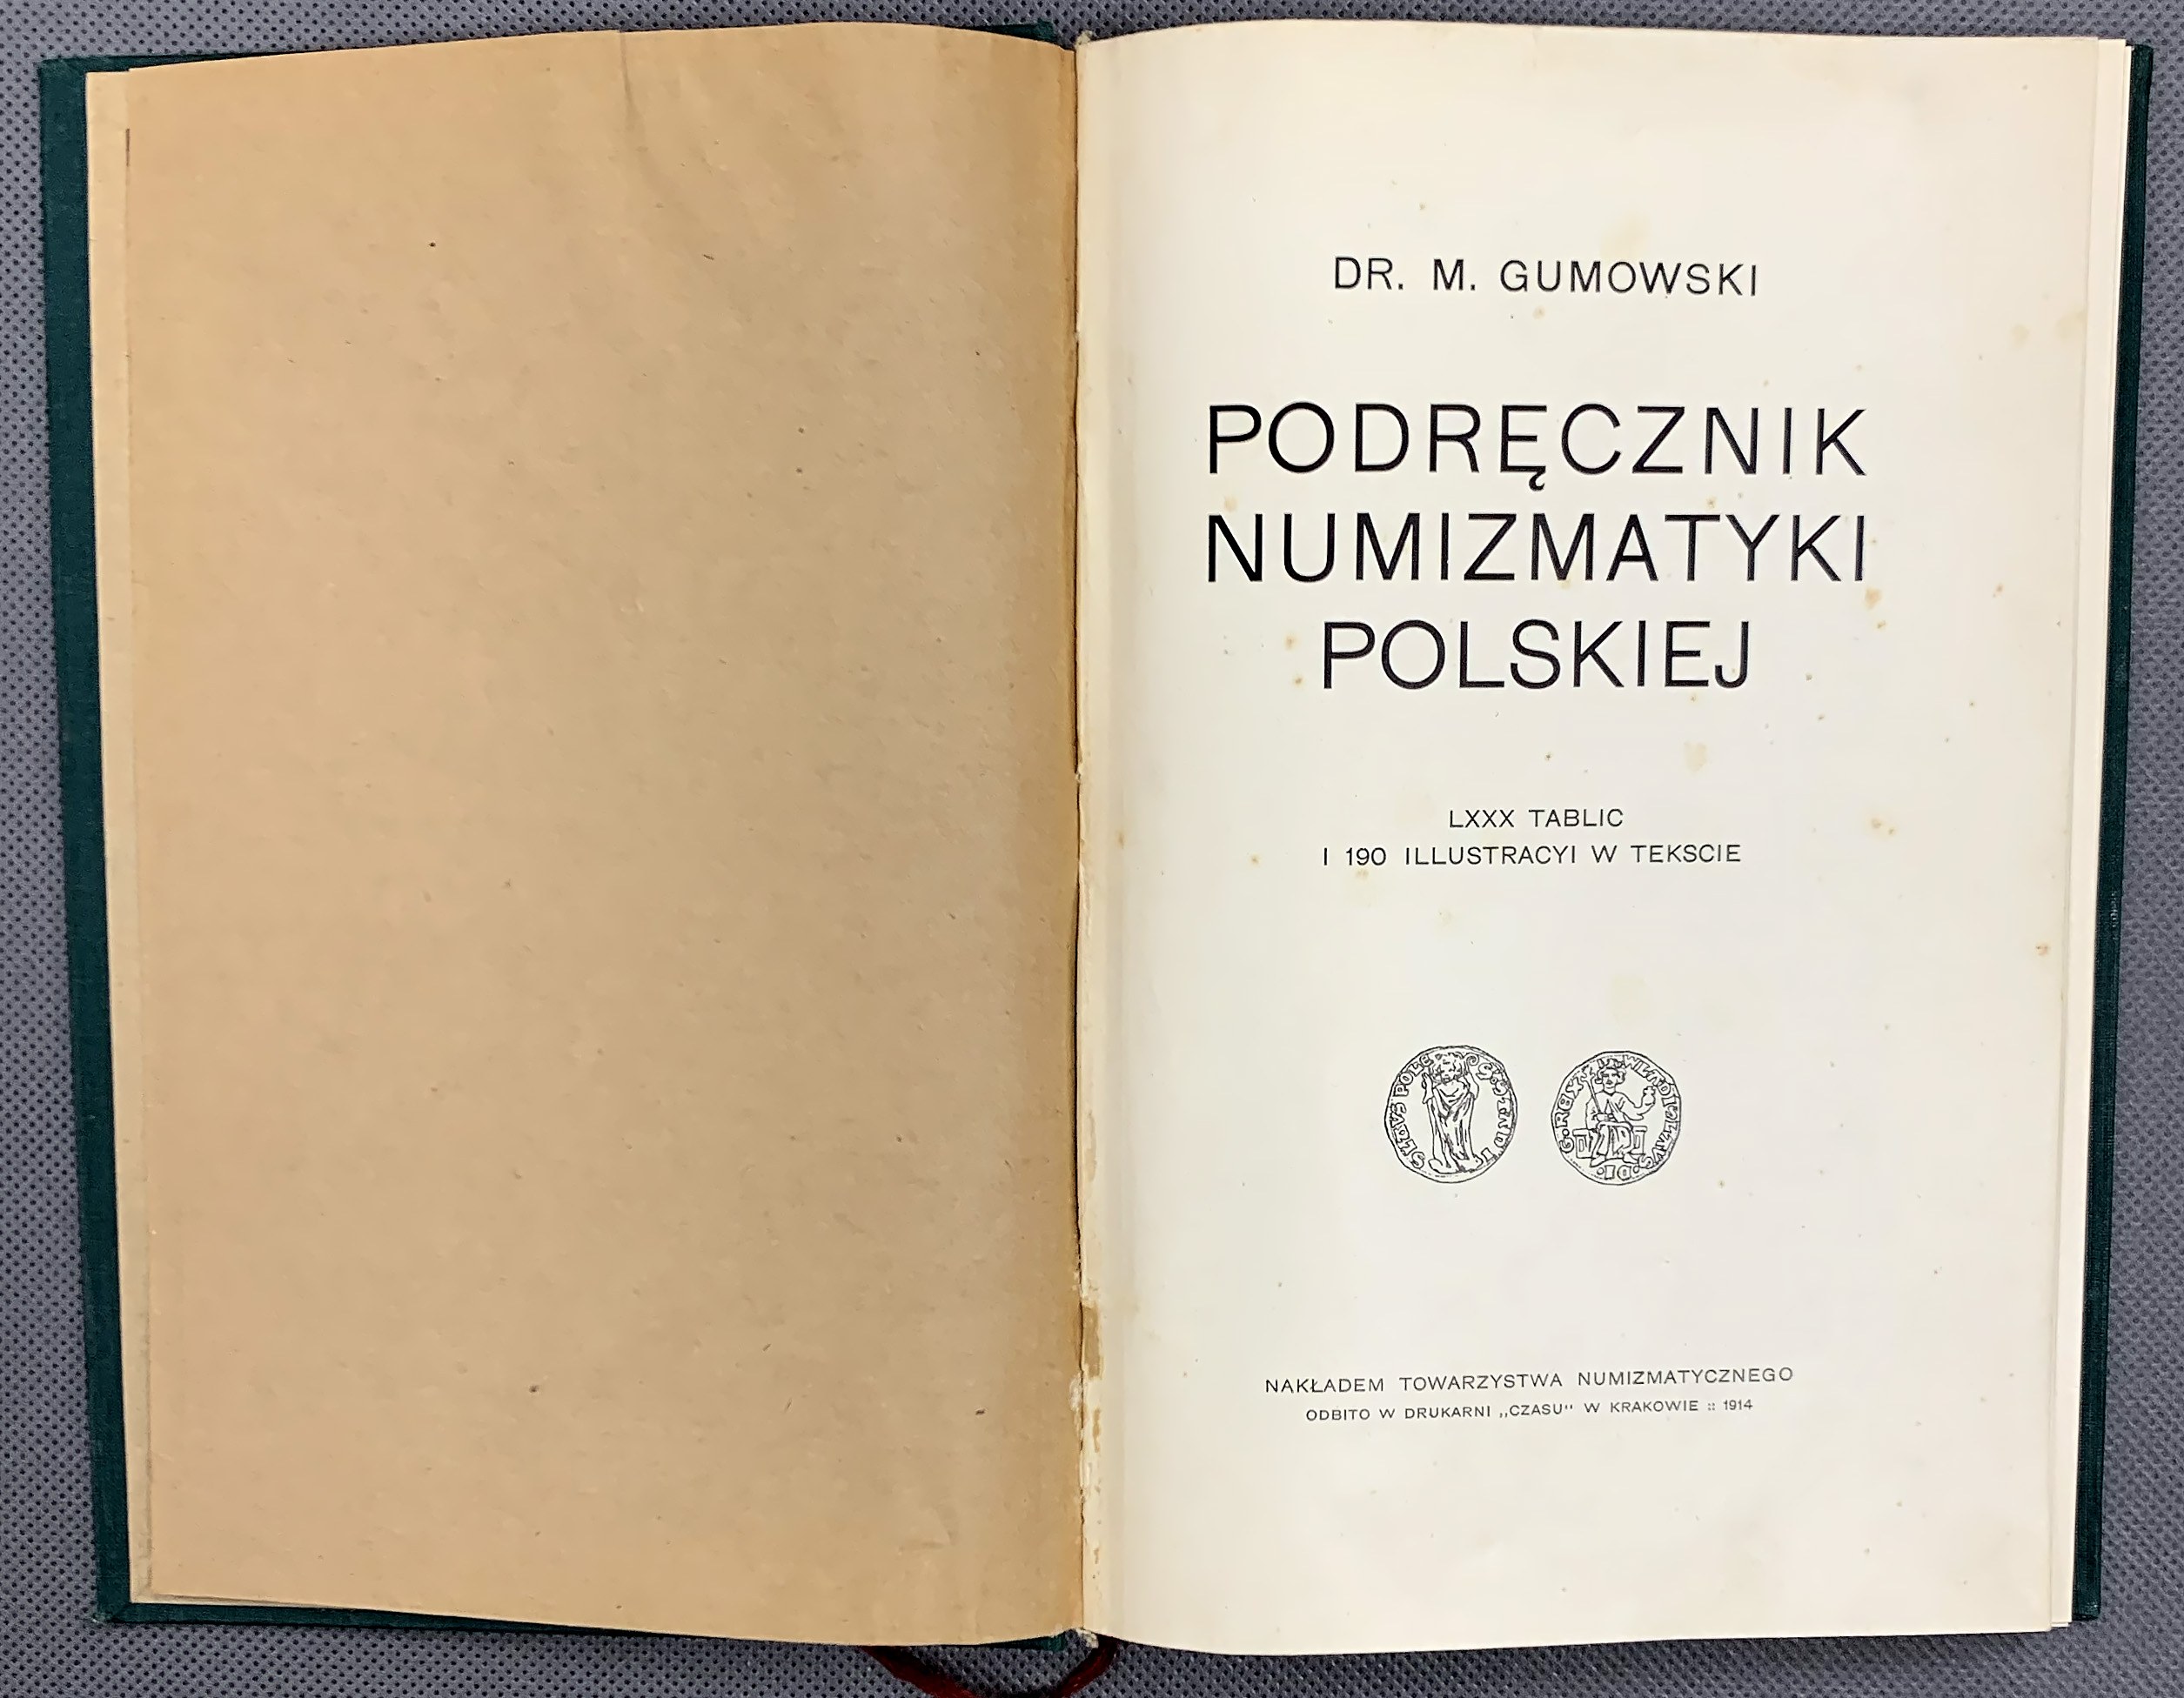 DR. M. GUMOWSKI
PODRĘCZNIK
NUMIZMATYKI
POLSKIEJ
LXXX TABLIC
I 190 ILLUSTRACYI W TEKSCIE
NAKŁADEM TOWARZYSTWA NUMIZMATYCZNEGO
ODBITO W DRUKARNI „CZASU" W KRAKOWIE :: 1914